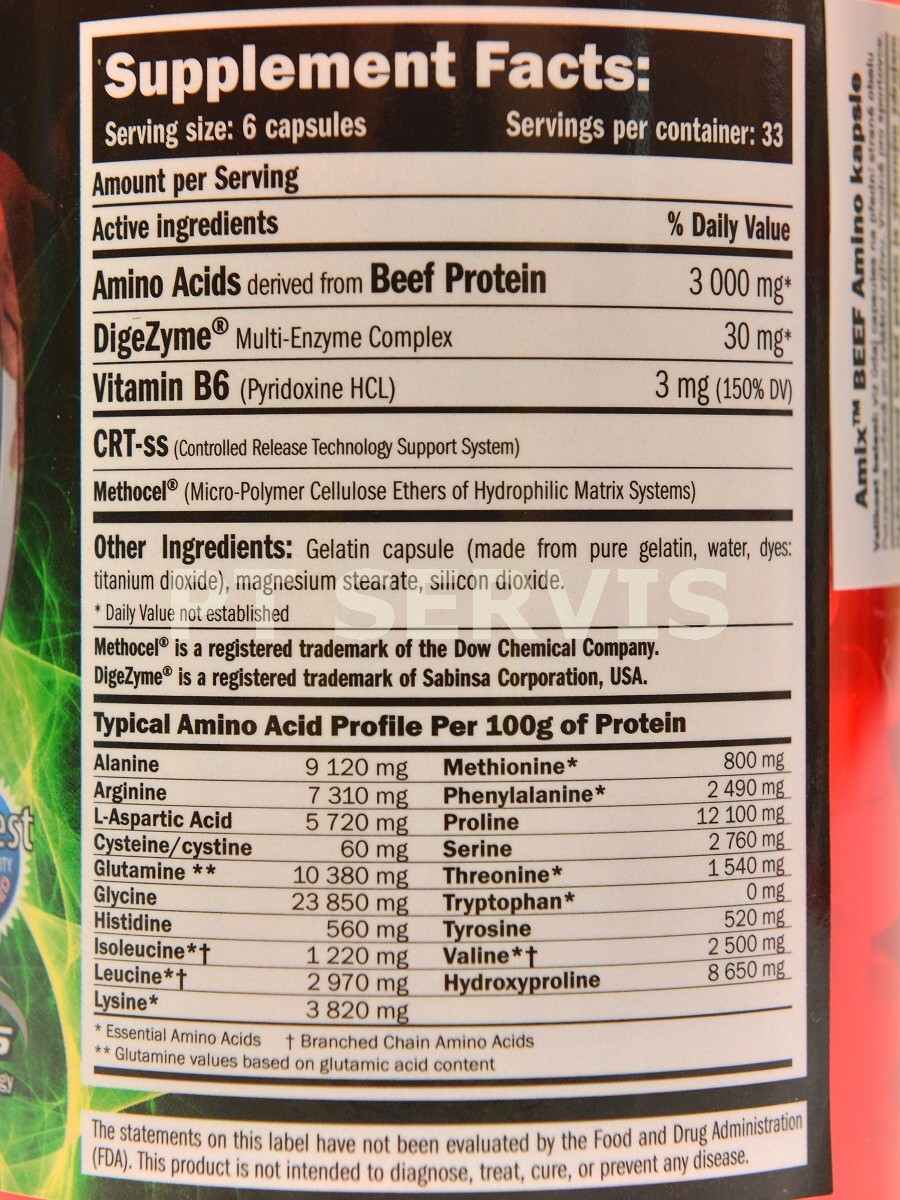 Supplement Facts:
Serving size: 6 capsules Servings per container: 33
Amount per Serving
Active ingredients % Daily Value
Amino Acids derived from Beef Protein 3 000 mg*
DigeZyme® Multi-Enzyme Complex 30 mg*
Vitamin B6 (Pyridoxine HCL) 3 mg (150% DV)
CRT-ss (Controlled Release Technology Support System)
Methocel® (Micro-Polymer Cellulose Ethers of Hydrophilic Matrix Systems)
Other Ingredients: Gelatin capsule (made from pure gelatin, water, dyes:
titanium dioxide), magnesium stearate, silicon dioxide.
* Daily Value not established
PT SERVIS
Methocel® is a registered trademark of the Dow Chemical Company.
DigeZyme® is a registered trademark of Sabinsa Corporation, USA.
Typical Amino Acid Profile Per 100g of Protein
Alanine 9 120 mg Methionine* 800 mg
Arginine 7 310 mg Phenylalanine* 2 490 mg
L-Aspartic Acid 5 720 mg Proline 12 100 mg
Cysteine/cystine 60 mg Serine 2 760 mg
Glutamine ** 10 380 mg Threonine* 1 540 mg
Glycine 23 850 mg Tryptophan* 0 mg
Histidine 560 mg Tyrosine 520 mg
Isoleucine*† 1 220 mg Valine*† 2 500 mg
Leucine*† 2 970 mg Hydroxyproline 8 650 mg
Lysine* 3 820 mg
* Essential Amino Acids † Branched Chain Amino Acids
** Glutamine values based on glutamic acid content
The statements on this label have not been evaluated by the Food and Drug Administration
(FDA). This product is not intended to diagnose, treat, cure, or prevent any disease.
Amix™ BEEF Amino kapsle